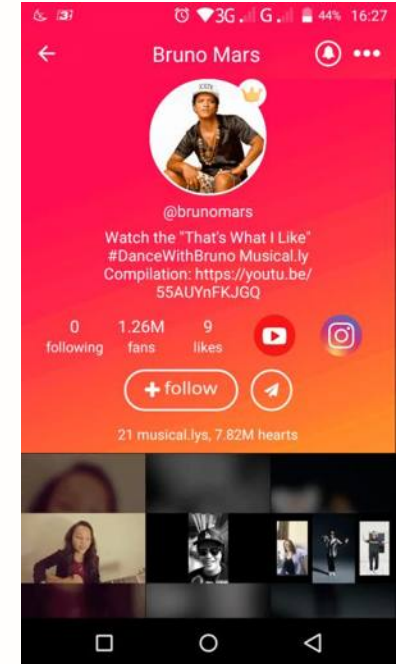 3G G 44% 16:27
Bruno Mars
@brunomars
Watch the "That's What I Like"
#DanceWithBruno Musical.ly
Compilation: https://youtu.be/
55AUYnFKJGQ
0 1.26M 9
following fans likes
+ follow
21 musical.lys, 7.82M hearts